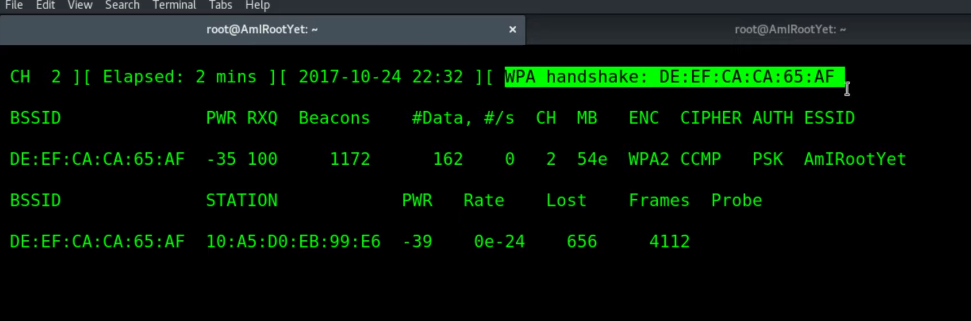 File Edit View Search Terminal Tabs Help
root@AmIRootYet: ~ × root@AmIRootYet: ~
CH 2 ][ Elapsed: 2 mins ][ 2017-10-24 22:32 ][ WPA handshake: DE:EF:CA:CA:65:AF
BSSID PWR RXQ Beacons #Data, #/s CH MB ENC CIPHER AUTH ESSID
DE:EF:CA:CA:65:AF -35 100 1172 162 0 2 54e WPA2 CCMP PSK AmIRootYet
BSSID STATION PWR Rate Lost Frames Probe
DE:EF:CA:CA:65:AF 10:A5:D0:EB:99:E6 -39 0e-24 656 4112